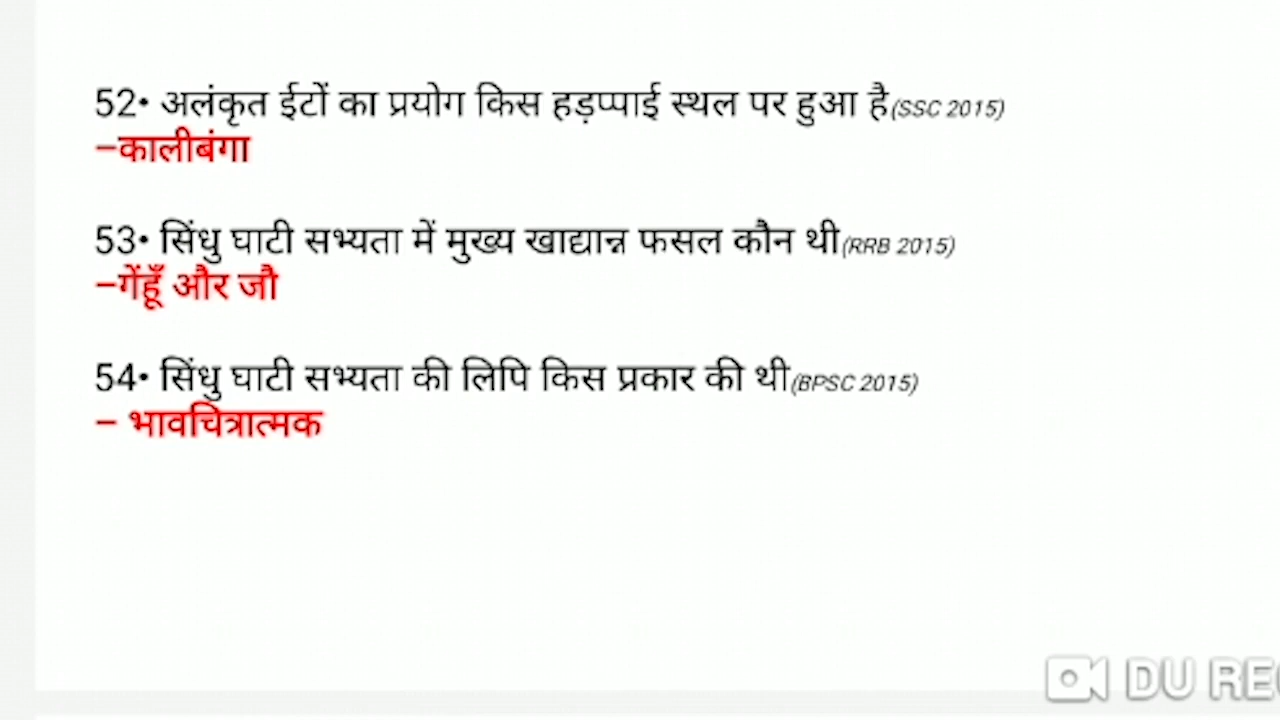 52• अलंकृत ईटों का प्रयोग किस हड़प्पाई स्थल पर हुआ है(SSC 2015)
–कालीबंगा
53• सिंधु घाटी सभ्यता में मुख्य खाद्यान्न फसल कौन थी(RRB 2015)
–गेंहूँ और जौ
54• सिंधु घाटी सभ्यता की लिपि किस प्रकार की थी(BPSC 2015)
– भावचित्रात्मक
DU REC